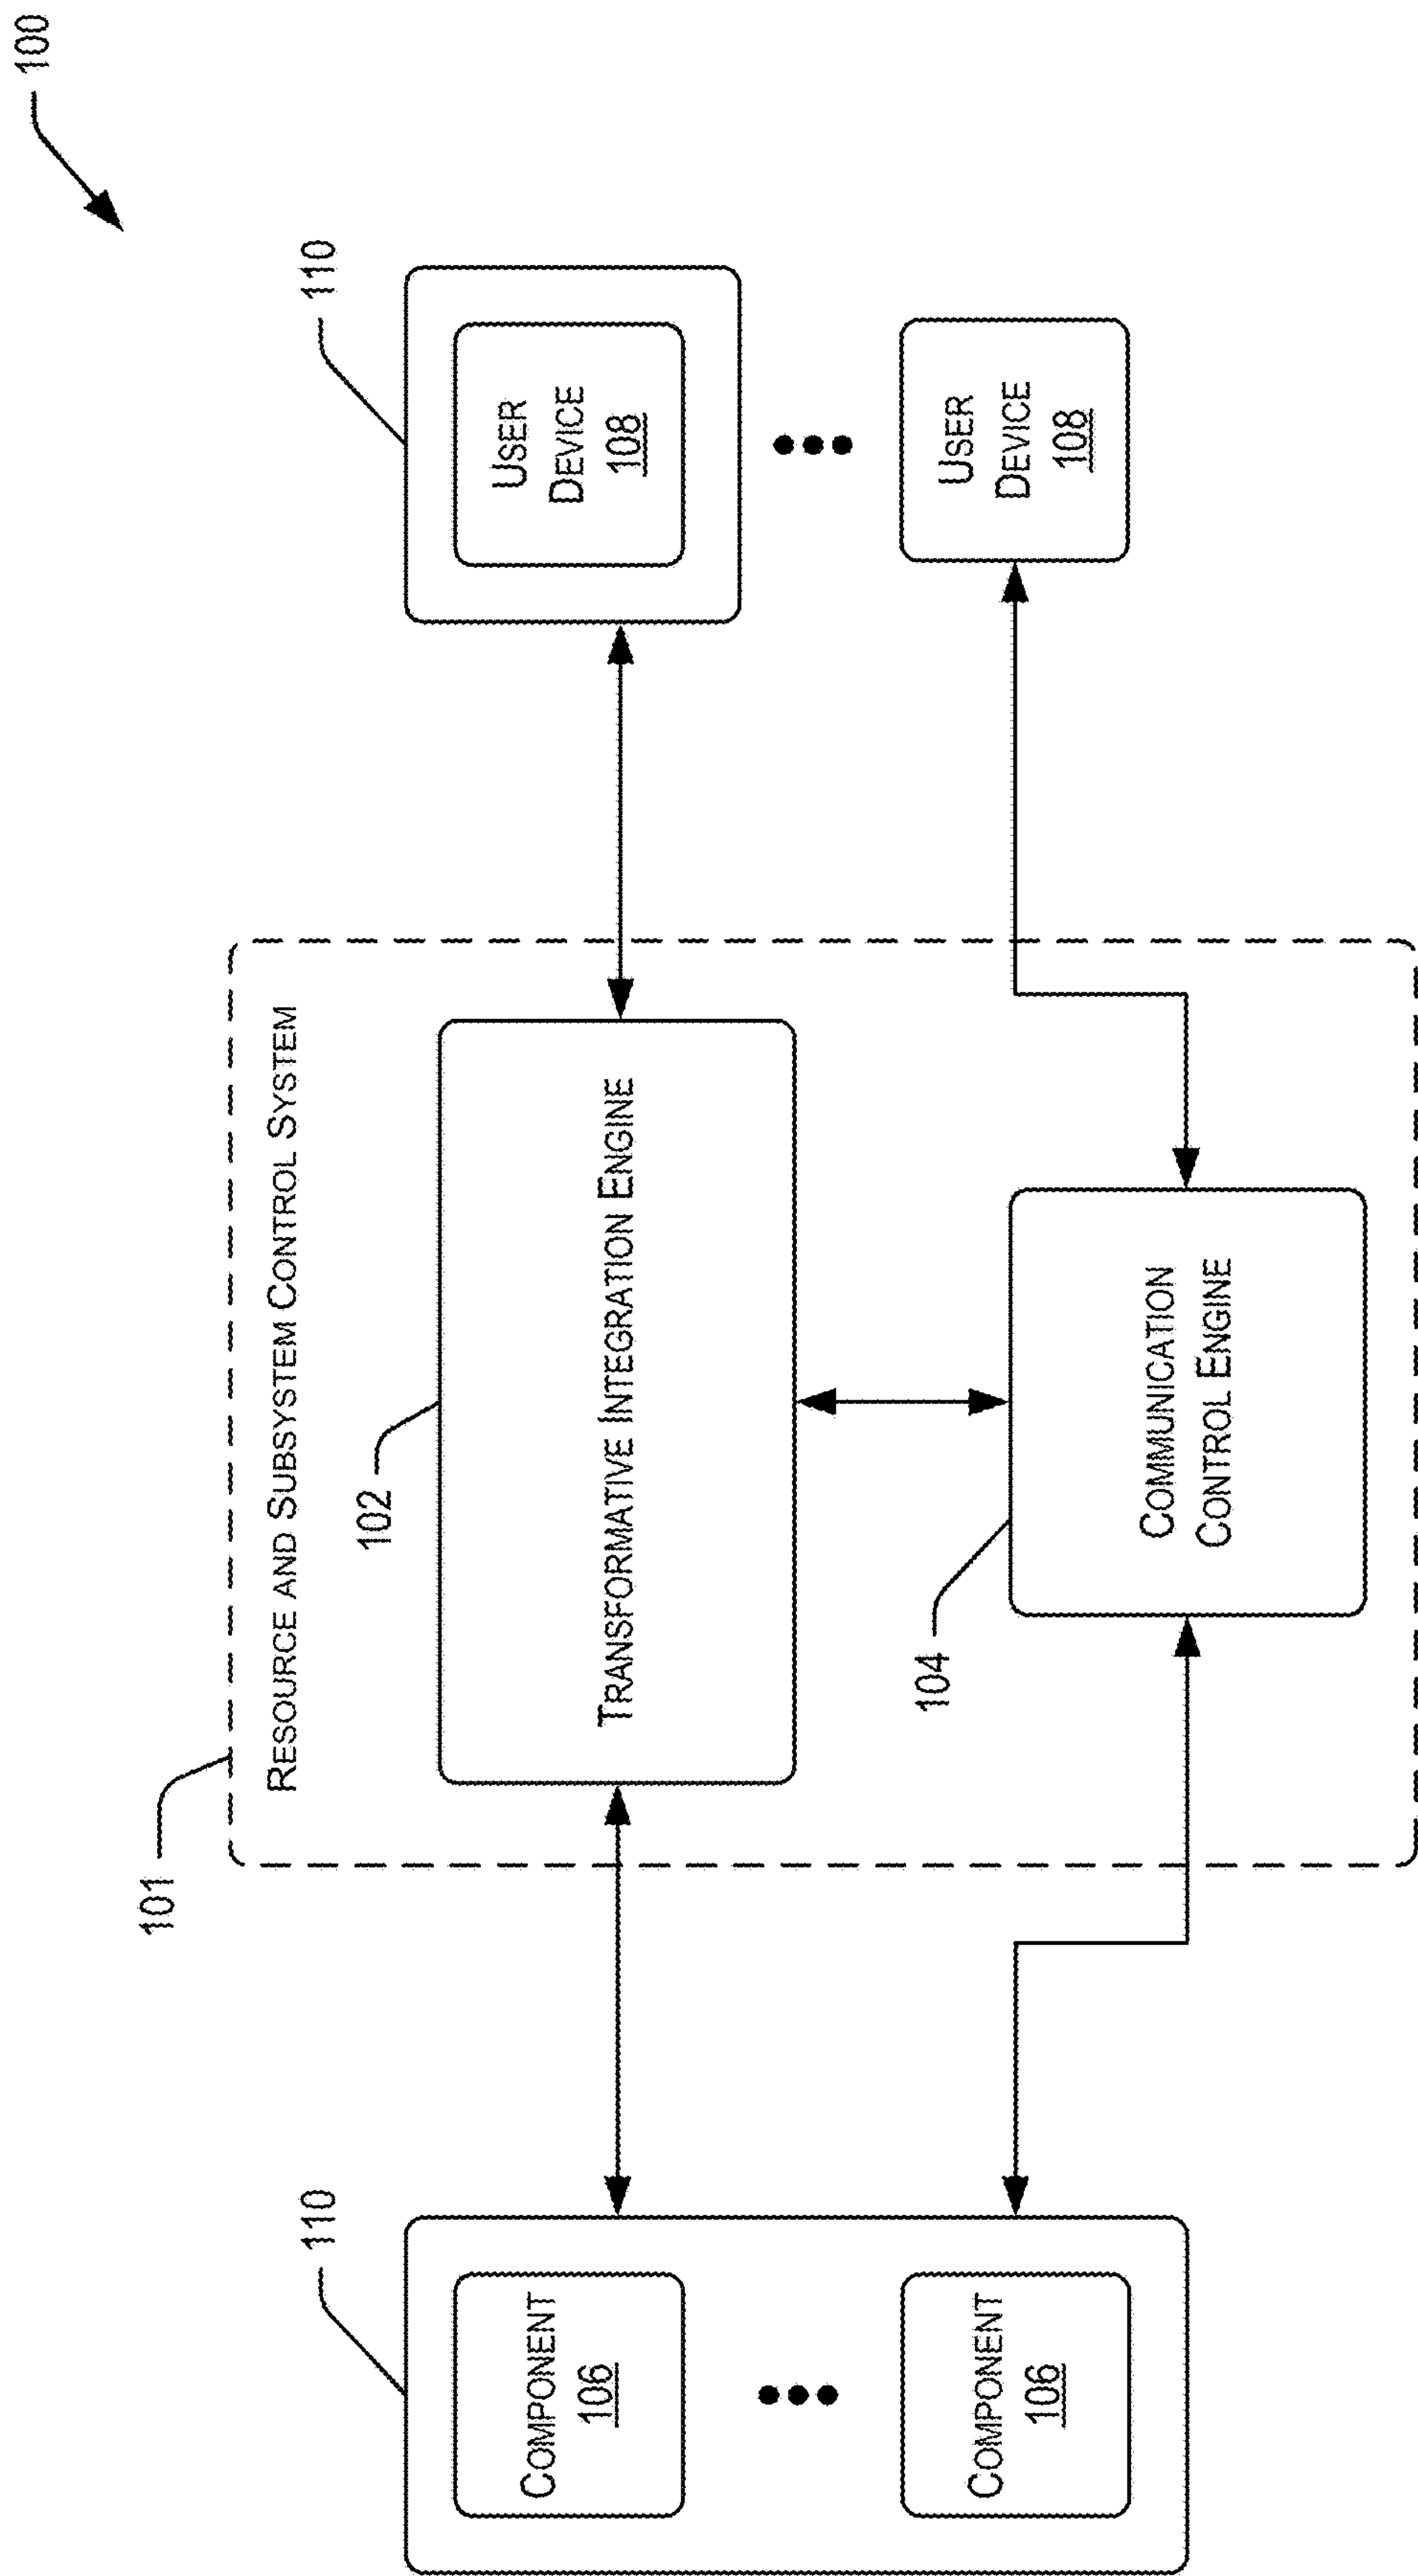 100
101
RESOURCE AND SUBSYSTEM CONTROL SYSTEM
110
102
110
COMPONENT
106
TRANSFORMATIVE INTEGRATION ENGINE
USER
DEVICE
108
104
COMPONENT
106
COMMUNICATION
CONTROL ENGINE
USER
DEVICE
108